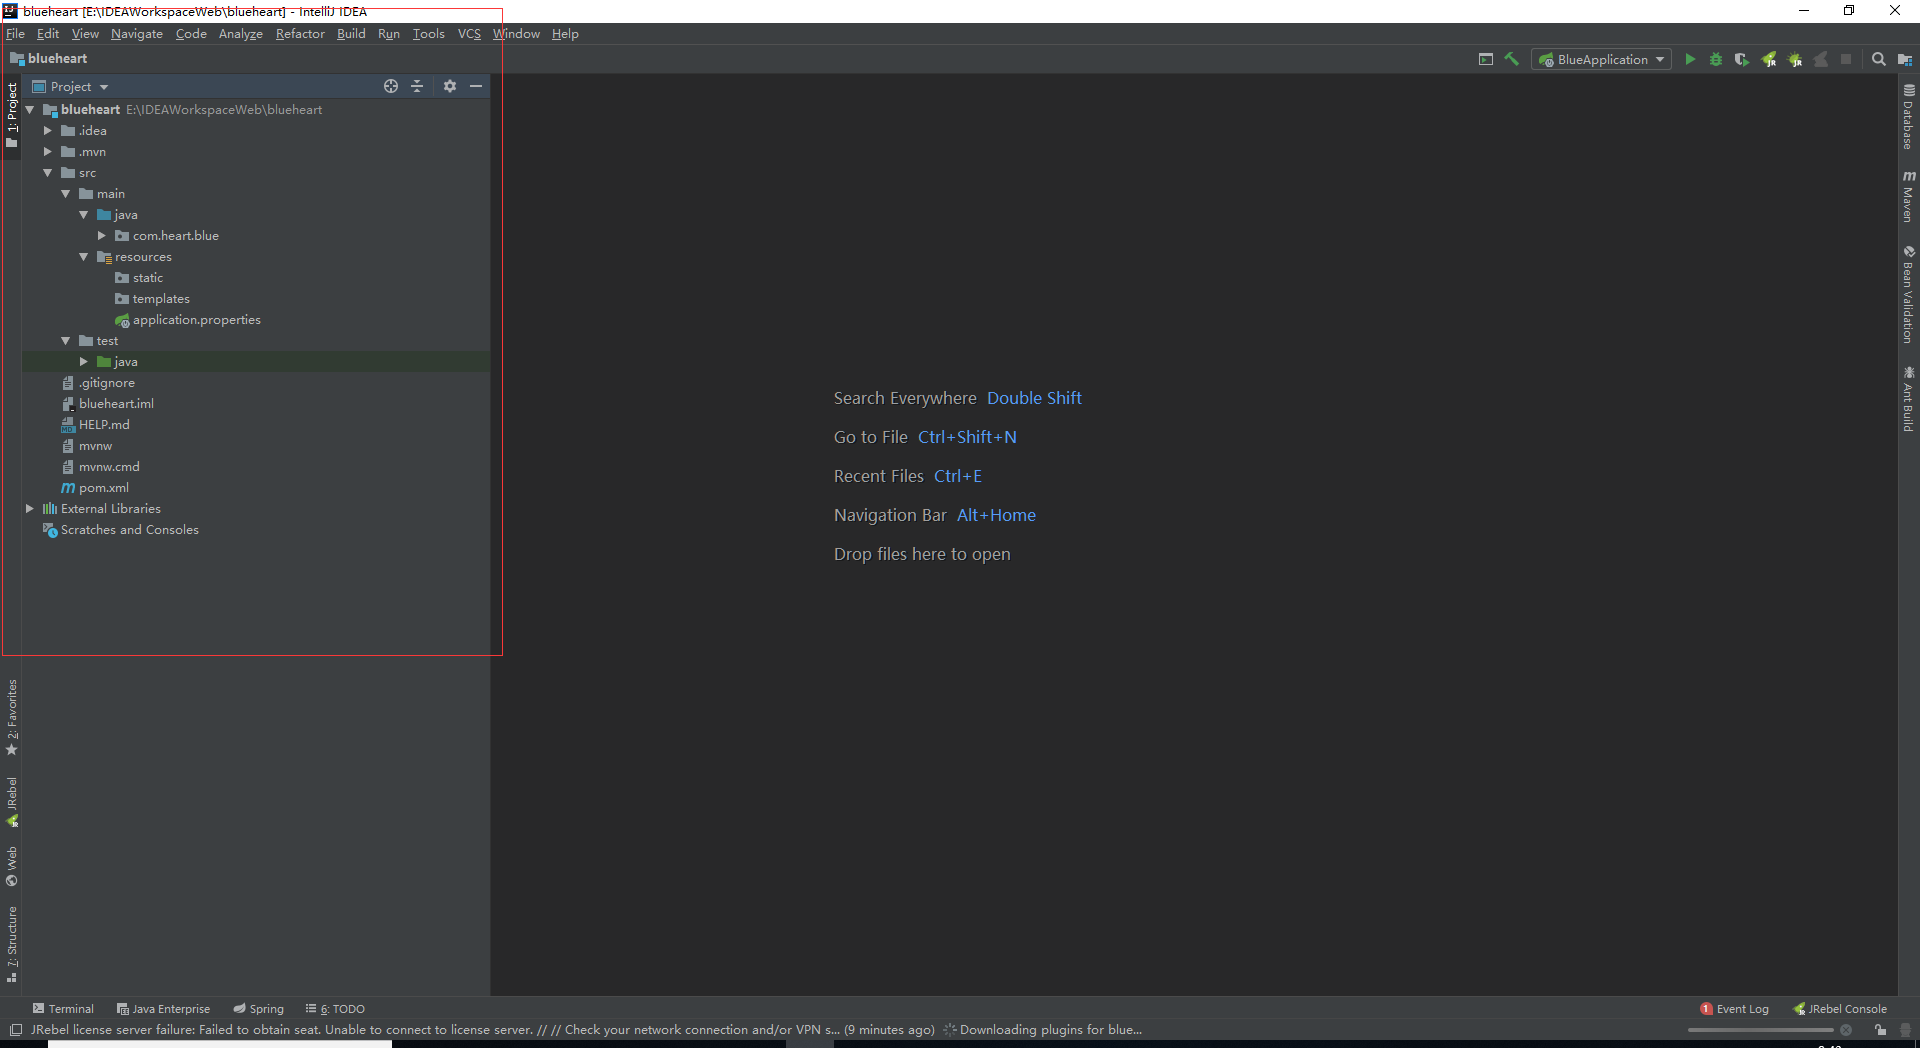 blueheart [E:\IDEAWorkspaceWeb\blueheart] - IntelliJ IDEA
File Edit View Navigate Code Analyze Refactor Build Run Tools VCS Window Help
blueheart
BlueApplication
Project
blueheart E:\IDEAWorkspaceWeb\blueheart
.idea
.mvn
src
main
java
com.heart.blue
resources
static
templates
application.properties
test
java
.gitignore
blueheart.iml
HELP.md
mvnw
mvnw.cmd
pom.xml
External Libraries
Scratches and Consoles
1: Project
2: Favorites
JRebel
Web
7: Structure
Search Everywhere Double Shift
Go to File Ctrl+Shift+N
Recent Files Ctrl+E
Navigation Bar Alt+Home
Drop files here to open
Database
Maven
Bean Validation
Ant Build
Terminal Java Enterprise Spring 6: TODO
1 Event Log JRebel Console
JRebel license server failure: Failed to obtain seat. Unable to connect to license server. // // Check your network connection and/or VPN s... (9 minutes ago) Downloading plugins for blue...